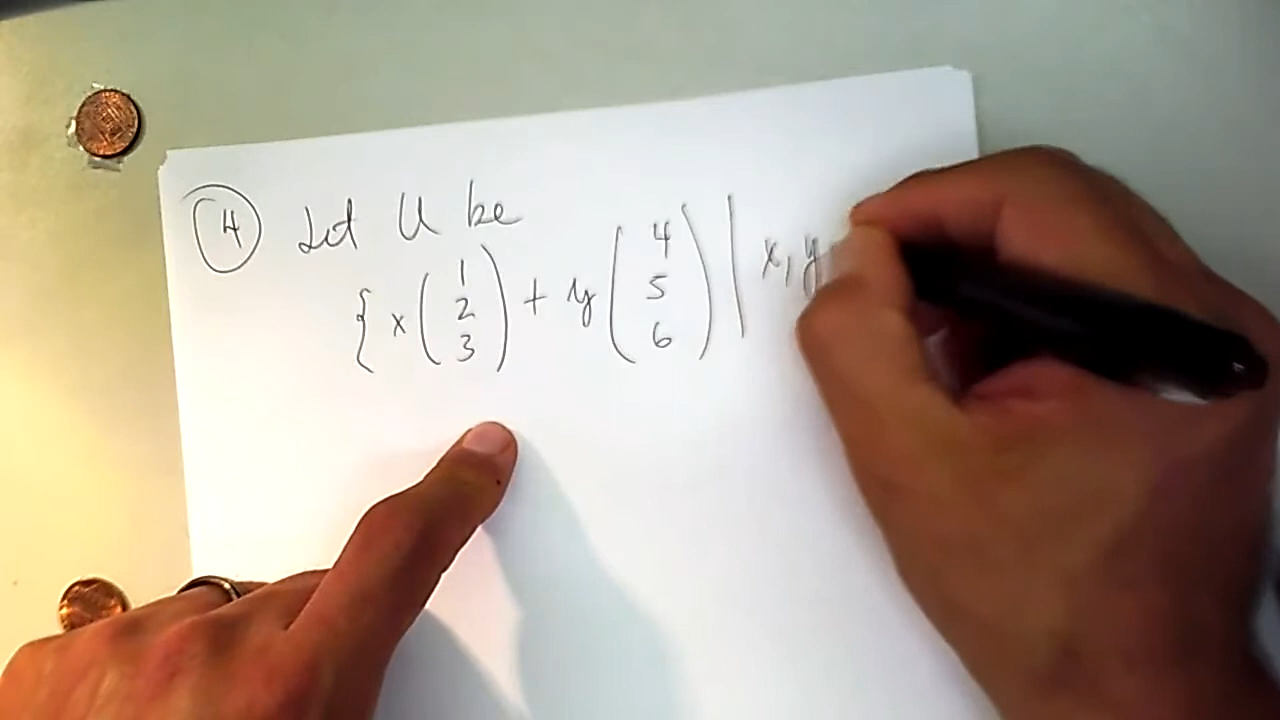 ④ Let U be
{ x ( 1 2 3 ) + y ( 4 5 6 ) | x, y